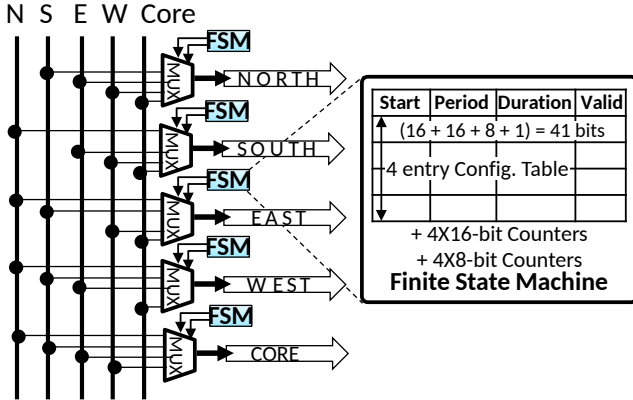 N S E W Core
FSM
MUX
NORTH
FSM
MUX
SOUTH
FSM
MUX
EAST
FSM
MUX
WEST
FSM
MUX
CORE
Start Period Duration Valid
(16 + 16 + 8 + 1) = 41 bits
4 entry Config. Table
+ 4X16-bit Counters
+ 4X8-bit Counters
Finite State Machine